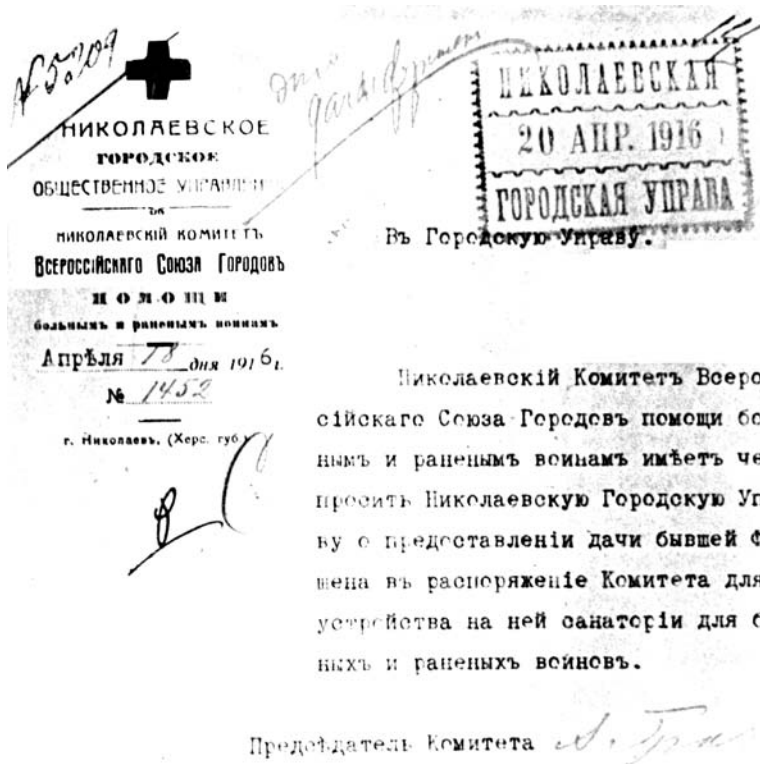 № 5209
НИКОЛАЕВСКОЕ
ГОРОДСКОЕ
ОБЩЕСТВЕННОЕ УПРАВЛЕН
НИКОЛАЕВСКІЙ КОМИТЕТЪ
ВСЕРОССІЙСКАГО СОЮЗА ГОРОДОВЪ
ПОМОЩИ
больнымъ и раненымъ воинамъ
Апрѣля 18 дня 1916 г.
№ 1452
г. Николаевъ. (Херс. губ.)
НИКОЛАЕВСКАЯ
20 АПР. 1916
ГОРОДСКАЯ УПРАВА
Въ Городскую Управу.
Николаевскій Комитетъ Всерос
сійскаго Союза Городовъ помощи бо
нымъ и раненымъ воинамъ имѣетъ че
просить Николаевскую Городскую Уп
ву о предоставленіи дачи бывшей Ф
шена въ распоряженіе Комитета для
устройства на ней санаторіи для б
ныхъ и раненыхъ воиновъ.
Предсѣдатель Комитета